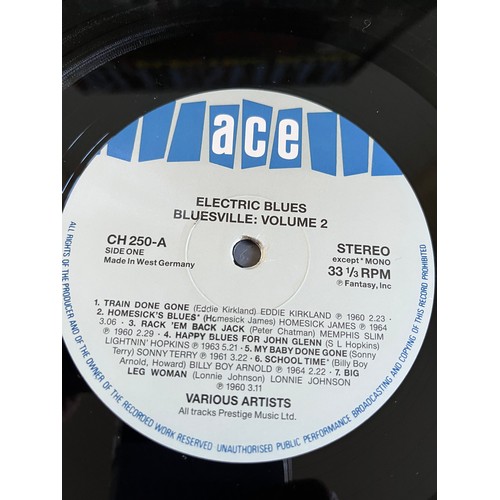 ace
ELECTRIC BLUES
BLUESVILLE: VOLUME 2
CH 250-A
SIDE ONE
Made in West Germany
STEREO
except * MONO
33 1/3 RPM
℗ Fantasy, Inc
1. TRAIN DONE GONE (Eddie Kirkland) EDDIE KIRKLAND ℗ 1960 2.23 ·
2. HOMESICK'S BLUES* (Homesick James) HOMESICK JAMES ℗ 1964
3.06 · 3. RACK 'EM BACK JACK (Peter Chatman) MEMPHIS SLIM
℗ 1960 2.22 · 4. HAPPY BLUES FOR JOHN GLENN (S L Hopkins)
LIGHTNIN' HOPKINS ℗ 1963 5.21 · 5. MY BABY DONE GONE (Sonny
Terry) SONNY TERRY ℗ 1961 3.22 · 6. SCHOOL TIME* (Billy Boy
Arnold, Howard) BILLY BOY ARNOLD ℗ 1964 2.22 · 7. BIG
LEG WOMAN (Lonnie Johnson) LONNIE JOHNSON
℗ 1960 3.11
VARIOUS ARTISTS
All tracks Prestige Music Ltd.
ALL RIGHTS OF THE PRODUCER AND OF THE OWNER OF THE RECORDED WORK RESERVED UNAUTHORISED PUBLIC PERFORMANCE BROADCASTING AND COPYING OF THIS RECORD PROHIBITED